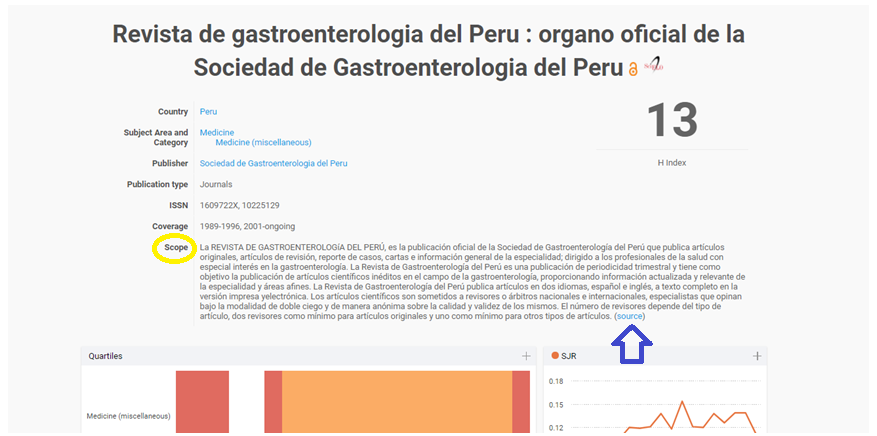 Revista de gastroenterologia del Peru : organo oficial de la
Sociedad de Gastroenterologia del Peru
Country Peru
Subject Area and Category Medicine
Medicine (miscellaneous)
Publisher Sociedad de Gastroenterologia del Peru
Publication type Journals
ISSN 1609722X, 10225129
Coverage 1989-1996, 2001-ongoing
13
H Index
Scope La REVISTA DE GASTROENTEROLOGíA DEL PERÚ, es la publicación oficial de la Sociedad de Gastroenterología del Perú que publica artículos
originales, artículos de revisión, reporte de casos, cartas e información general de la especialidad; dirigido a los profesionales de la salud con
especial interés en la gastroenterología. La Revista de Gastroenterología del Perú es una publicación de periodicidad trimestral y tiene como
objetivo la publicación de artículos científicos inéditos en el campo de la gastroenterología, proporcionando información actualizada y relevante de
la especialidad y áreas afines. La Revista de Gastroenterología del Perú publica artículos en dos idiomas, español e inglés, a texto completo en la
versión impresa yelectrónica. Los artículos científicos son sometidos a revisores o árbitros nacionales e internacionales, especialistas que opinan
bajo la modalidad de doble ciego y de manera anónima sobre la calidad y validez de los mismos. El número de revisores depende del tipo de
artículo, dos revisores como mínimo para artículos originales y uno como mínimo para otros tipos de artículos. (source)
Quartiles
Medicine (miscellaneous)
SJR
0.18
0.15
0.12